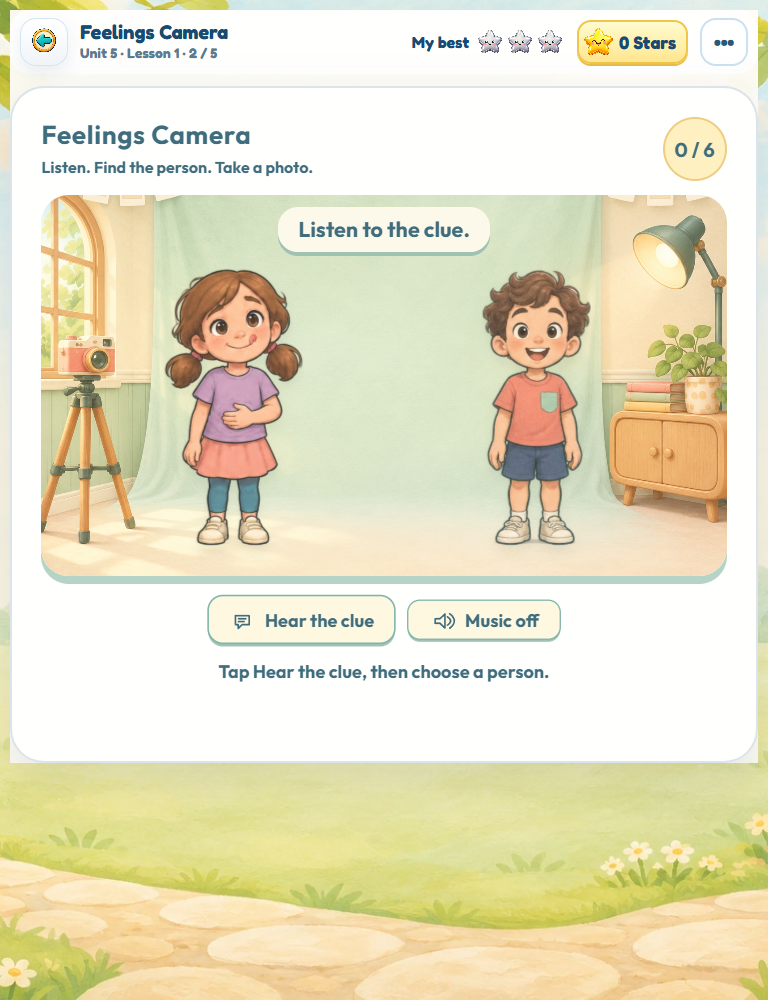 Feelings Camera
Unit 5 · Lesson 1 · 2 / 5
My best
0 Stars
Feelings Camera
Listen. Find the person. Take a photo.
0 / 6
Listen to the clue.
Hear the clue
Music off
Tap Hear the clue, then choose a person.